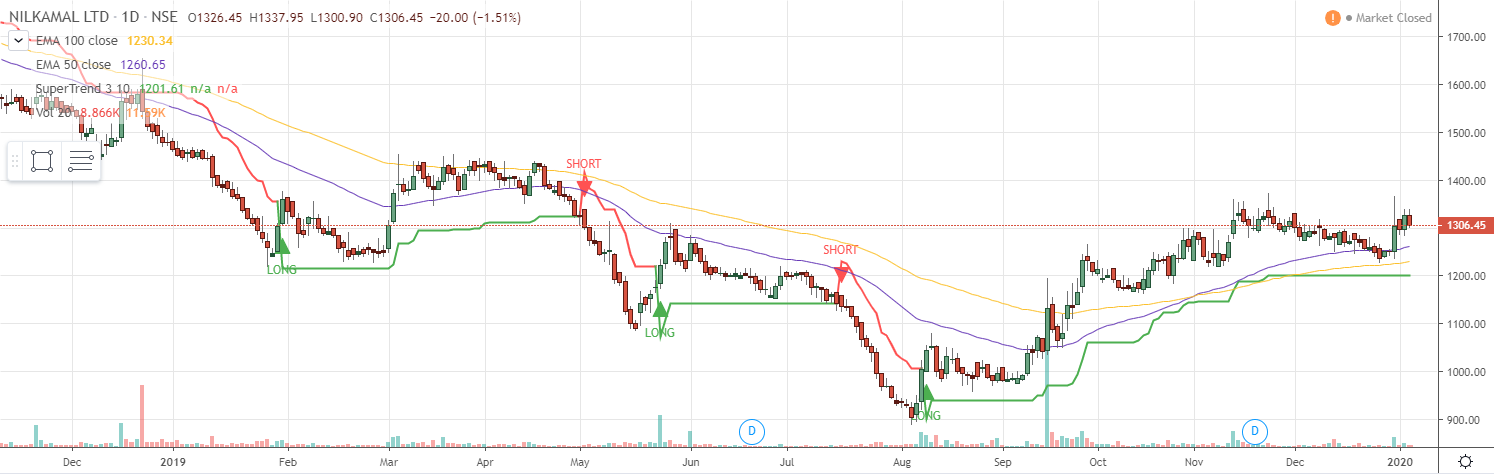 NILKAMAL LTD · 1D · NSE O1326.45 H1337.95 L1300.90 C1306.45 −20.00 (−1.51%)
Market Closed
EMA 100 close 1230.34
EMA 50 close 1260.65
SuperTrend 3 10 1201.61 n/a n/a
Vol 20 8.866K 11.59K
1700.00
1600.00
1500.00
1400.00
1306.45
1200.00
1100.00
1000.00
900.00
SHORT
SHORT
LONG
LONG
LONG
D
D
Dec 2019 Feb Mar Apr May Jun Jul Aug Sep Oct Nov Dec 2020